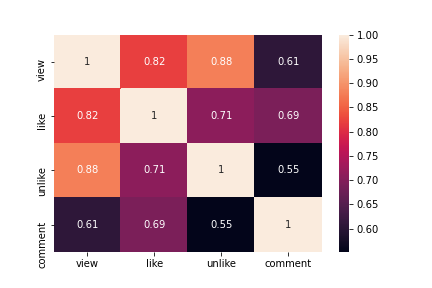 view 1 0.82 0.88 0.61
like 0.82 1 0.71 0.69
unlike 0.88 0.71 1 0.55
comment 0.61 0.69 0.55 1
view like unlike comment
1.00
0.95
0.90
0.85
0.80
0.75
0.70
0.65
0.60